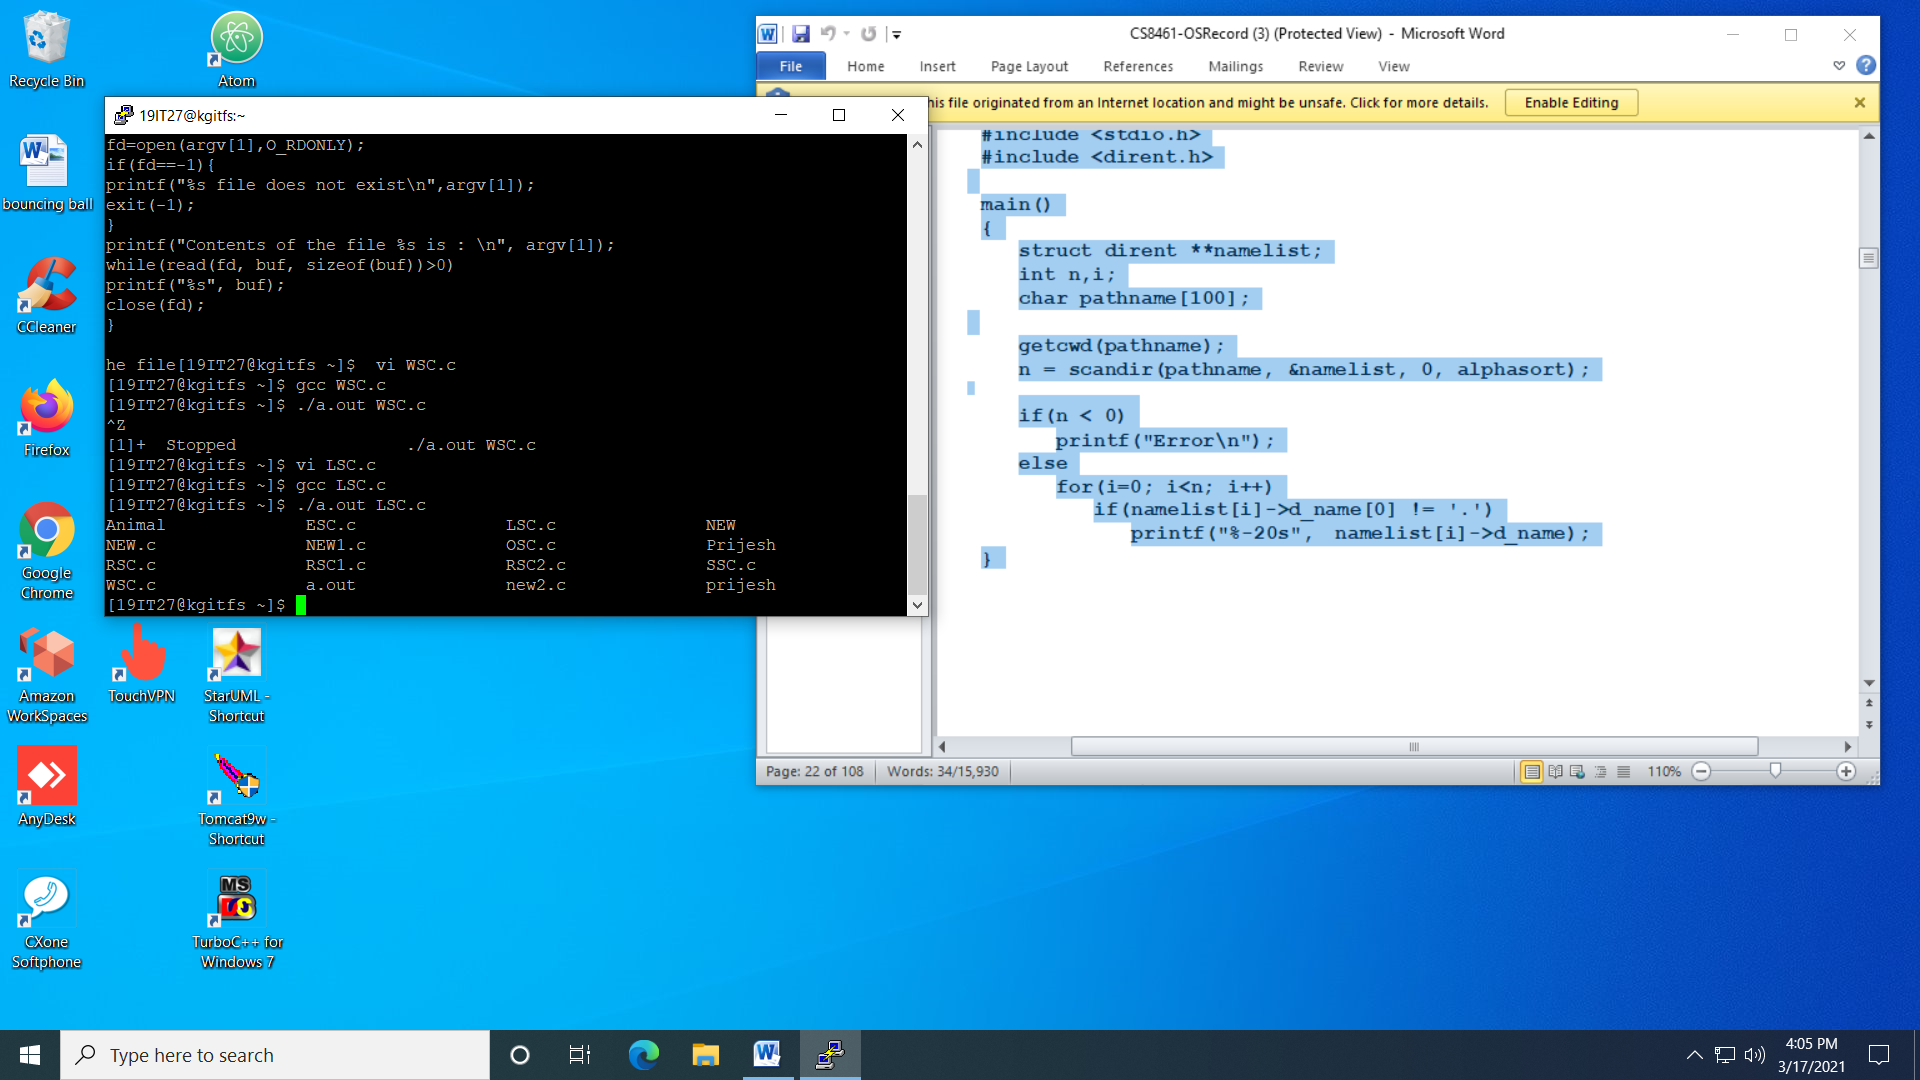 Recycle Bin
Atom
bouncing ball
CCleaner
Firefox
Google
Chrome
Amazon
WorkSpaces
TouchVPN
StarUML -
Shortcut
AnyDesk
Tomcat9w -
Shortcut
CXone
Softphone
MS
TurboC++ for
Windows 7
19IT27@kgitfs:~
fd=open(argv[1],O_RDONLY);
if(fd==-1){
printf("%s file does not exist\n",argv[1]);
exit(-1);
}
printf("Contents of the file %s is : \n", argv[1]);
while(read(fd, buf, sizeof(buf))>0)
printf("%s", buf);
close(fd);
}
he file[19IT27@kgitfs ~]$  vi WSC.c
[19IT27@kgitfs ~]$ gcc WSC.c
[19IT27@kgitfs ~]$ ./a.out WSC.c
^Z
[1]+  Stopped                 ./a.out WSC.c
[19IT27@kgitfs ~]$ vi LSC.c
[19IT27@kgitfs ~]$ gcc LSC.c
[19IT27@kgitfs ~]$ ./a.out LSC.c
Animal              ESC.c               LSC.c               NEW
NEW.c               NEW1.c              OSC.c               Prijesh
RSC.c               RSC1.c              RSC2.c              SSC.c
WSC.c               a.out               new2.c              prijesh
[19IT27@kgitfs ~]$
CS8461-OSRecord (3) (Protected View)  -  Microsoft Word
File Home Insert Page Layout References Mailings Review View
his file originated from an Internet location and might be unsafe. Click for more details. Enable Editing
#include <stdio.h>
#include <dirent.h>
main()
{
struct dirent **namelist;
int n,i;
char pathname[100];
getcwd(pathname);
n = scandir(pathname, &namelist, 0, alphasort);
if(n < 0)
printf("Error\n");
else
for(i=0; i<n; i++)
if(namelist[i]->d_name[0] != '.')
printf("%-20s", namelist[i]->d_name);
}
Page: 22 of 108 Words: 34/15,930 110%
Type here to search
4:05 PM
3/17/2021